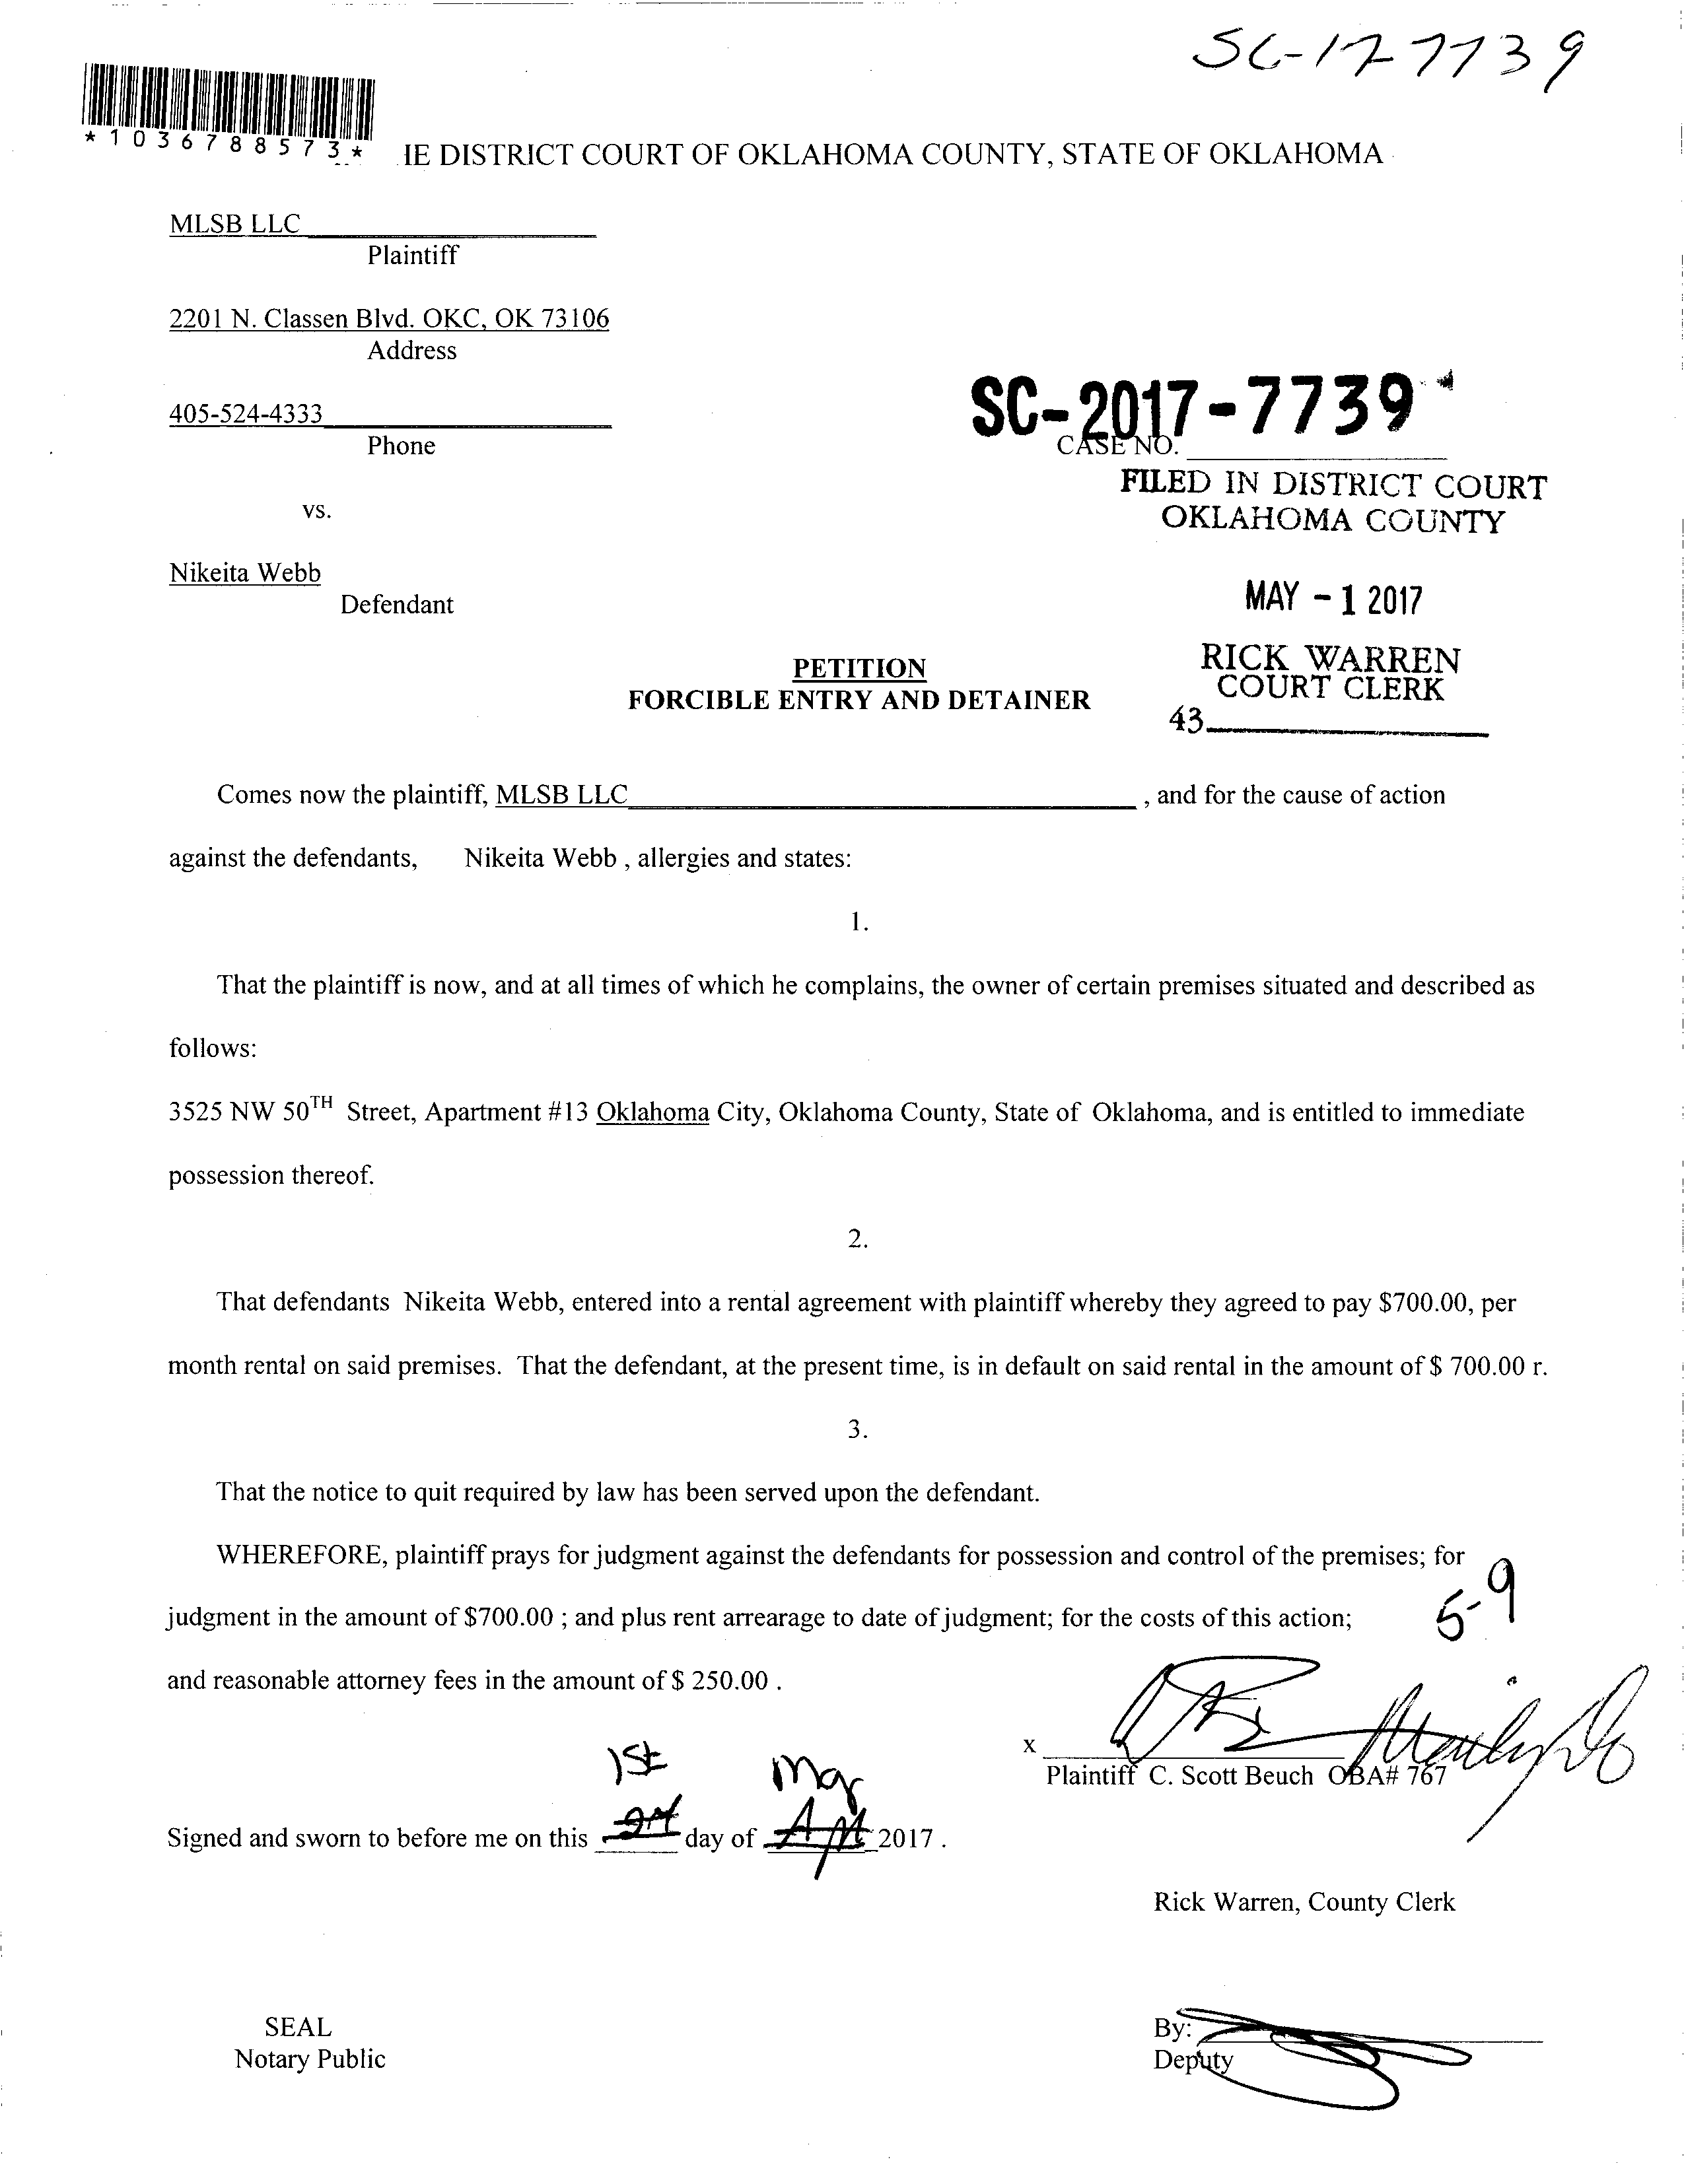 SC-17-7739
*1036788573*
IE DISTRICT COURT OF OKLAHOMA COUNTY, STATE OF OKLAHOMA
MLSB LLC
Plaintiff
2201 N. Classen Blvd. OKC, OK 73106
Address
405-524-4333
Phone
SC-2017-7739
CASE NO.
FILED IN DISTRICT COURT
OKLAHOMA COUNTY
vs.
Nikeita Webb
Defendant
MAY - 1 2017
RICK WARREN
COURT CLERK
43
PETITION
FORCIBLE ENTRY AND DETAINER
Comes now the plaintiff, MLSB LLC , and for the cause of action
against the defendants, Nikeita Webb , allergies and states:
1.
That the plaintiff is now, and at all times of which he complains, the owner of certain premises situated and described as
follows:
3525 NW 50TH Street, Apartment #13 Oklahoma City, Oklahoma County, State of Oklahoma, and is entitled to immediate
possession thereof.
2.
That defendants Nikeita Webb, entered into a rental agreement with plaintiff whereby they agreed to pay $700.00, per
month rental on said premises. That the defendant, at the present time, is in default on said rental in the amount of $ 700.00 r.
3.
That the notice to quit required by law has been served upon the defendant.
WHEREFORE, plaintiff prays for judgment against the defendants for possession and control of the premises; for
judgment in the amount of $700.00 ; and plus rent arrearage to date of judgment; for the costs of this action;
5-9
and reasonable attorney fees in the amount of $ 250.00 .
x
Plaintiff C. Scott Beuch OBA# 767
1st May
Signed and sworn to before me on this day of 2017 .
Rick Warren, County Clerk
SEAL
Notary Public
By:
Deputy